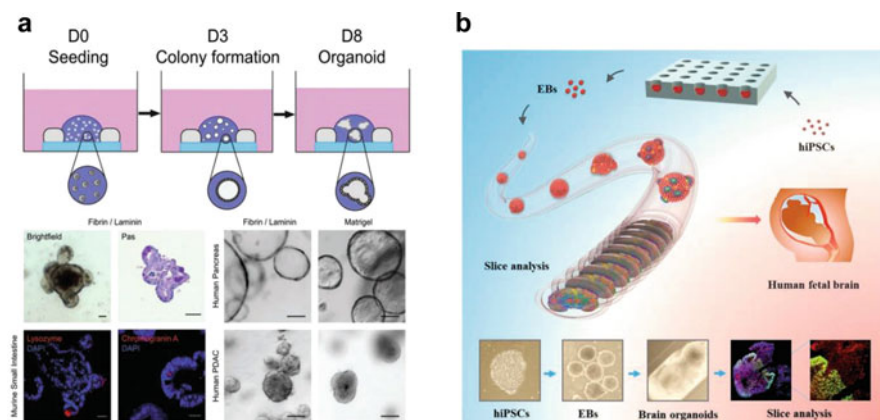 a
D0
Seeding
D3
Colony formation
D8
Organoid
Fibrin / Laminin
Fibrin / Laminin
Matrigel
Brightfield
Pas
Human Pancreas
Murine Small Intestine
Lysozyme
DAPI
Chromogranin A
DAPI
Human PDAC
b
EBs
hiPSCs
Slice analysis
Human fetal brain
hiPSCs
EBs
Brain organoids
Slice analysis